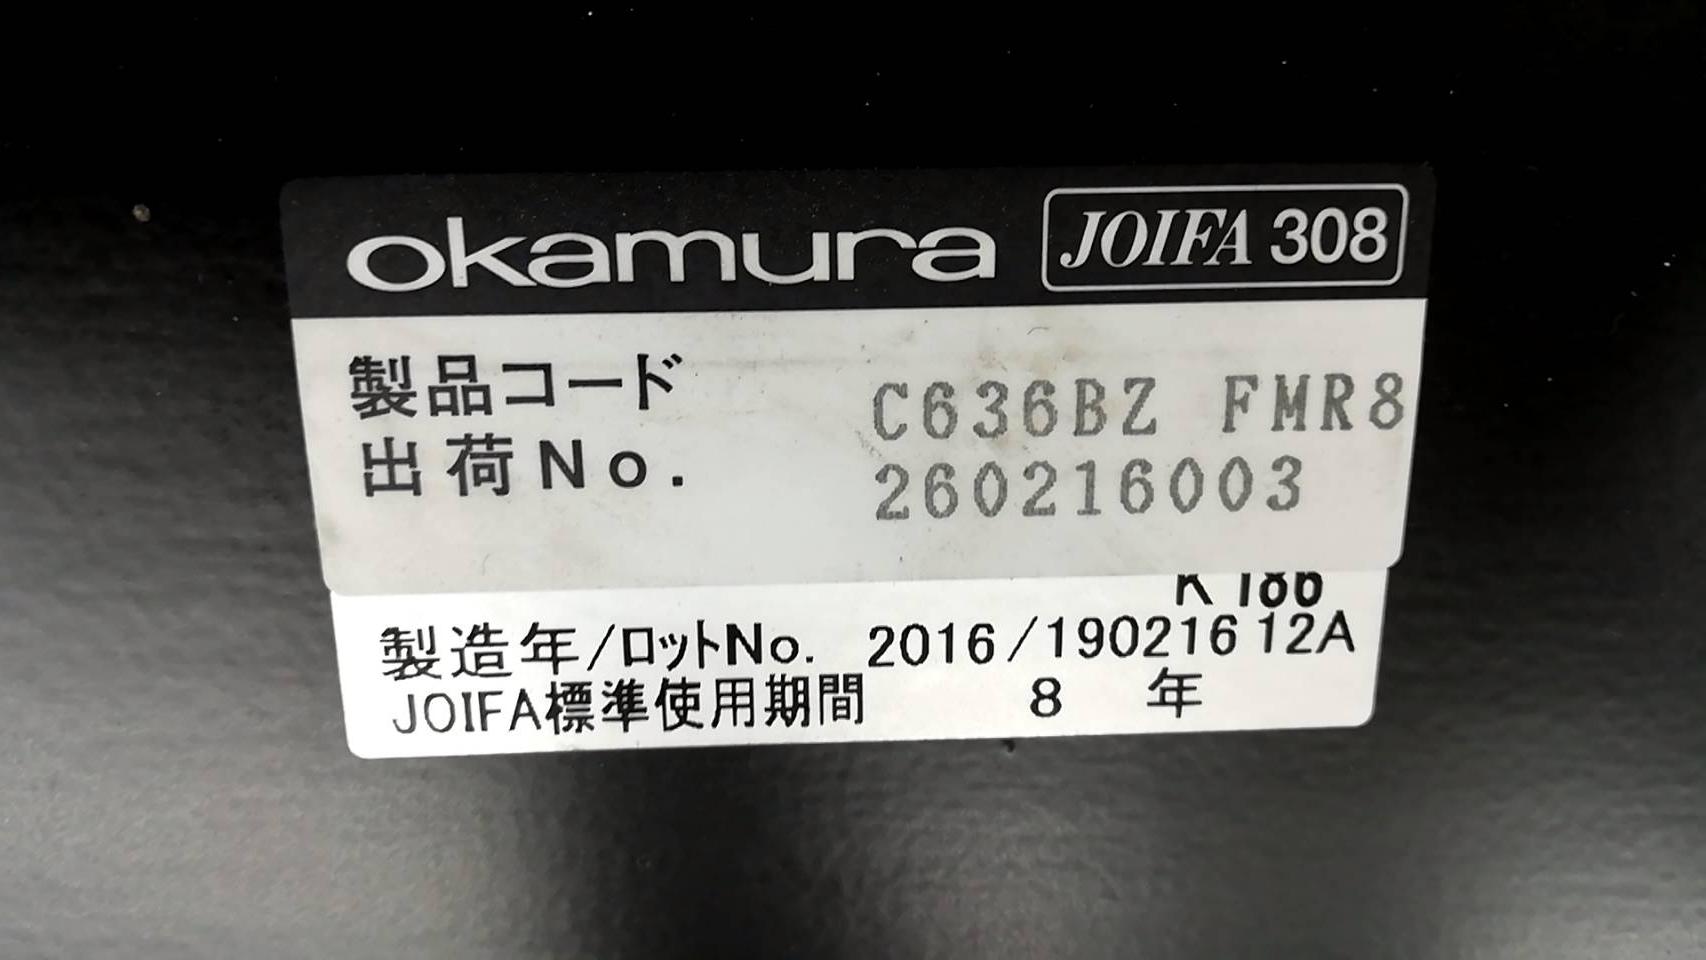 okamura JOIFA 308
製品コード C636BZ FMR8
出荷No. 260216003
K186
製造年/ロットNo. 2016/190216 12A
JOIFA標準使用期間 8 年